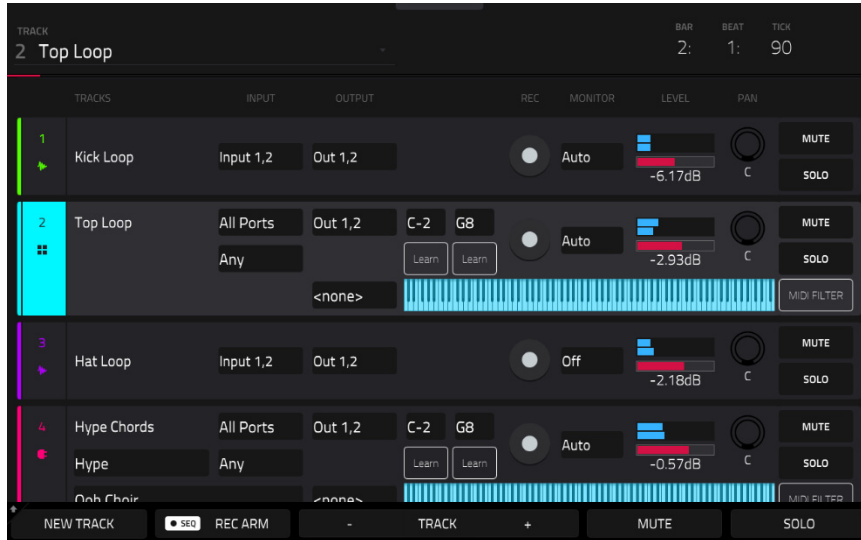 TRACK
2 Top Loop
BAR BEAT TICK
2: 1: 90
TRACKS INPUT OUTPUT REC MONITOR LEVEL PAN
1 Kick Loop Input 1,2 Out 1,2 Auto -6.17dB C MUTE
SOLO
2 Top Loop All Ports Out 1,2 C-2 G8 Auto -2.93dB C MUTE
Any Learn Learn SOLO
<none> MIDI FILTER
3 Hat Loop Input 1,2 Out 1,2 Off -2.18dB C MUTE
SOLO
4 Hype Chords All Ports Out 1,2 C-2 G8 Auto -0.57dB C MUTE
Hype Any Learn Learn SOLO
Ooh Choir <none> MIDI FILTER
NEW TRACK SEQ REC ARM - TRACK + MUTE SOLO